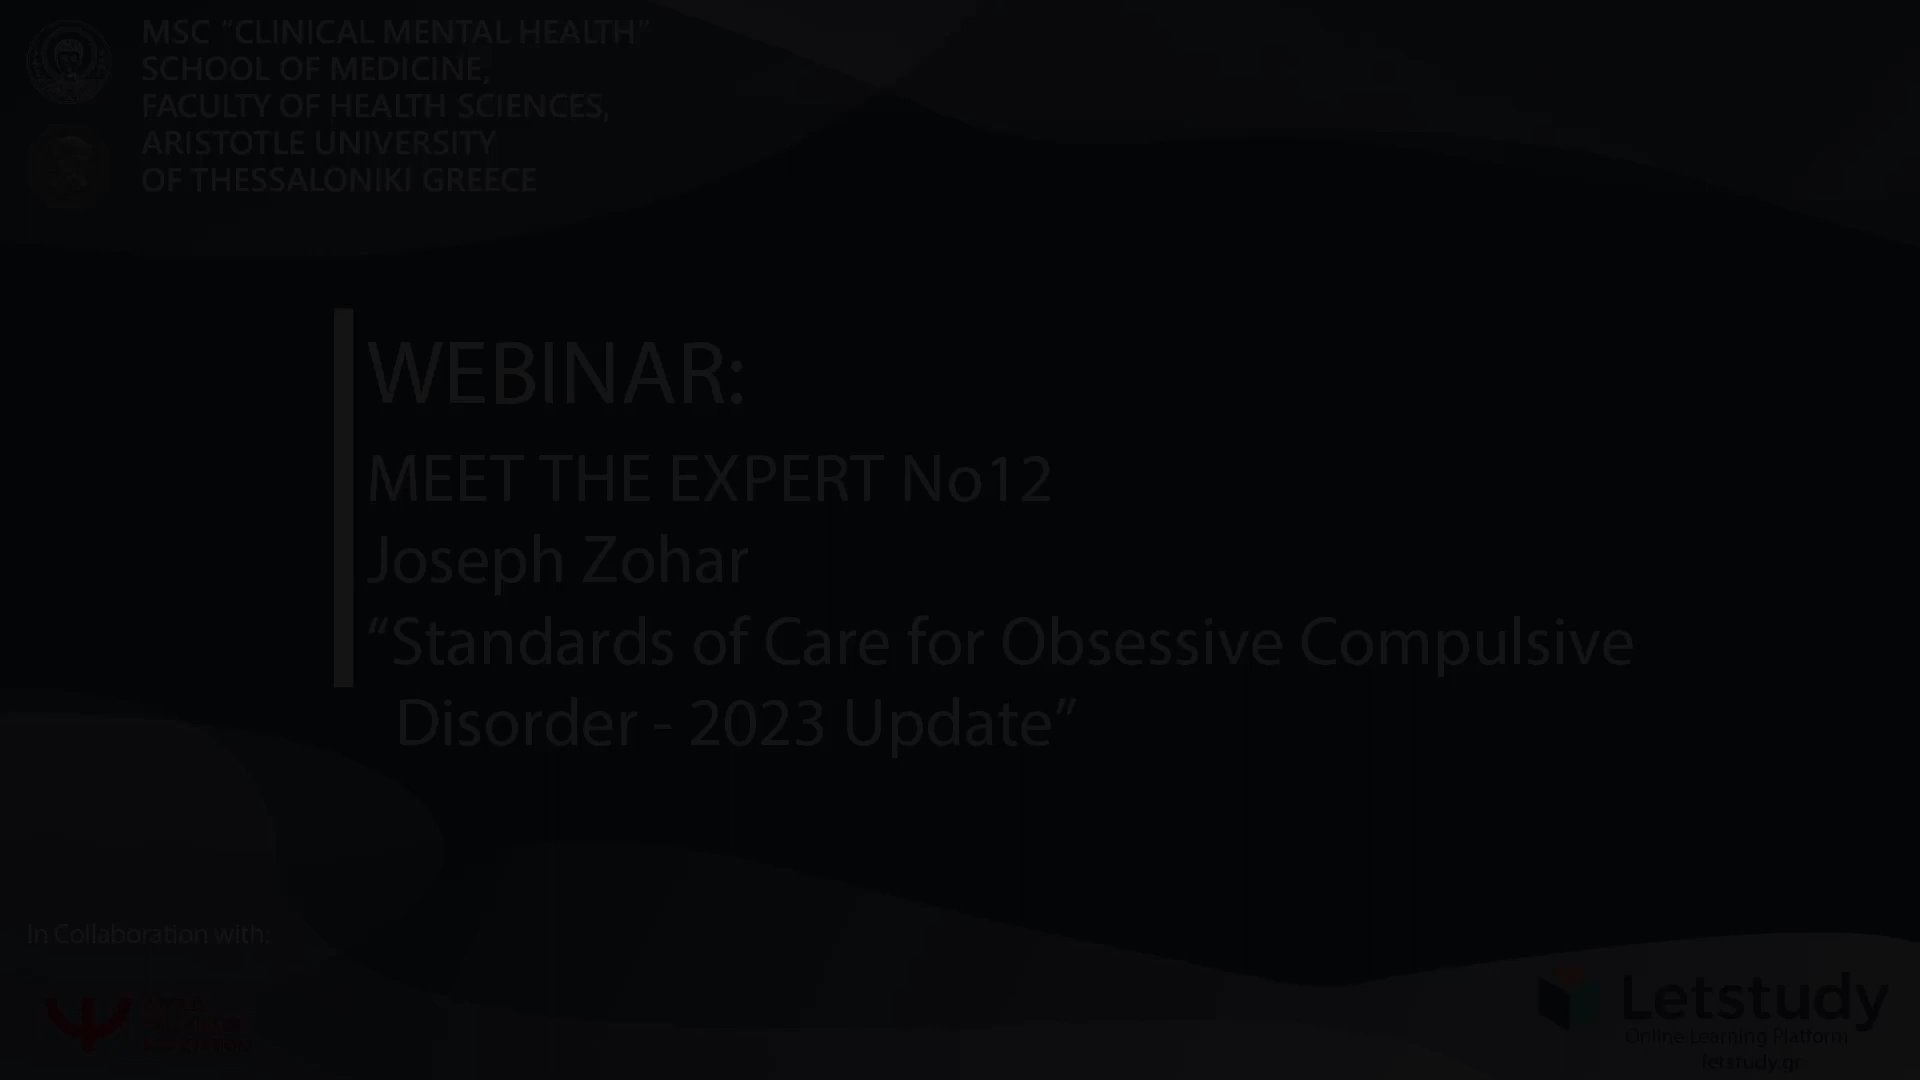 MSC “CLINICAL MENTAL HEALTH”
SCHOOL OF MEDICINE,
FACULTY OF HEALTH SCIENCES,
ARISTOTLE UNIVERSITY
OF THESSALONIKI GREECE
WEBINAR:
MEET THE EXPERT No12
Joseph Zohar
“Standards of Care for Obsessive Compulsive
Disorder - 2023 Update”
In Collaboration with:
Letstudy
Online Learning Platform
letstudy.gr